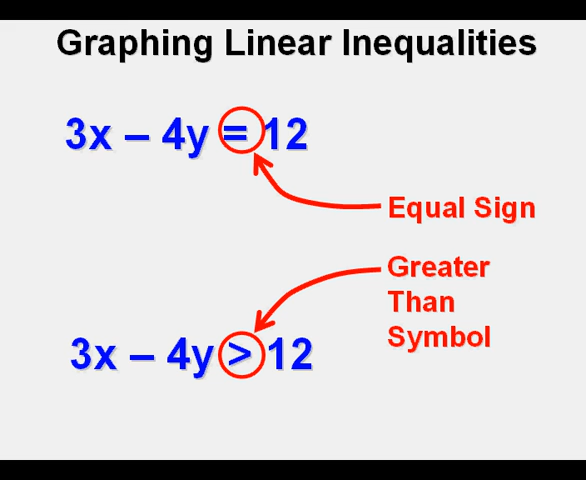 Graphing Linear Inequalities
3x – 4y = 12
Equal Sign
Greater
Than
Symbol
3x – 4y > 12